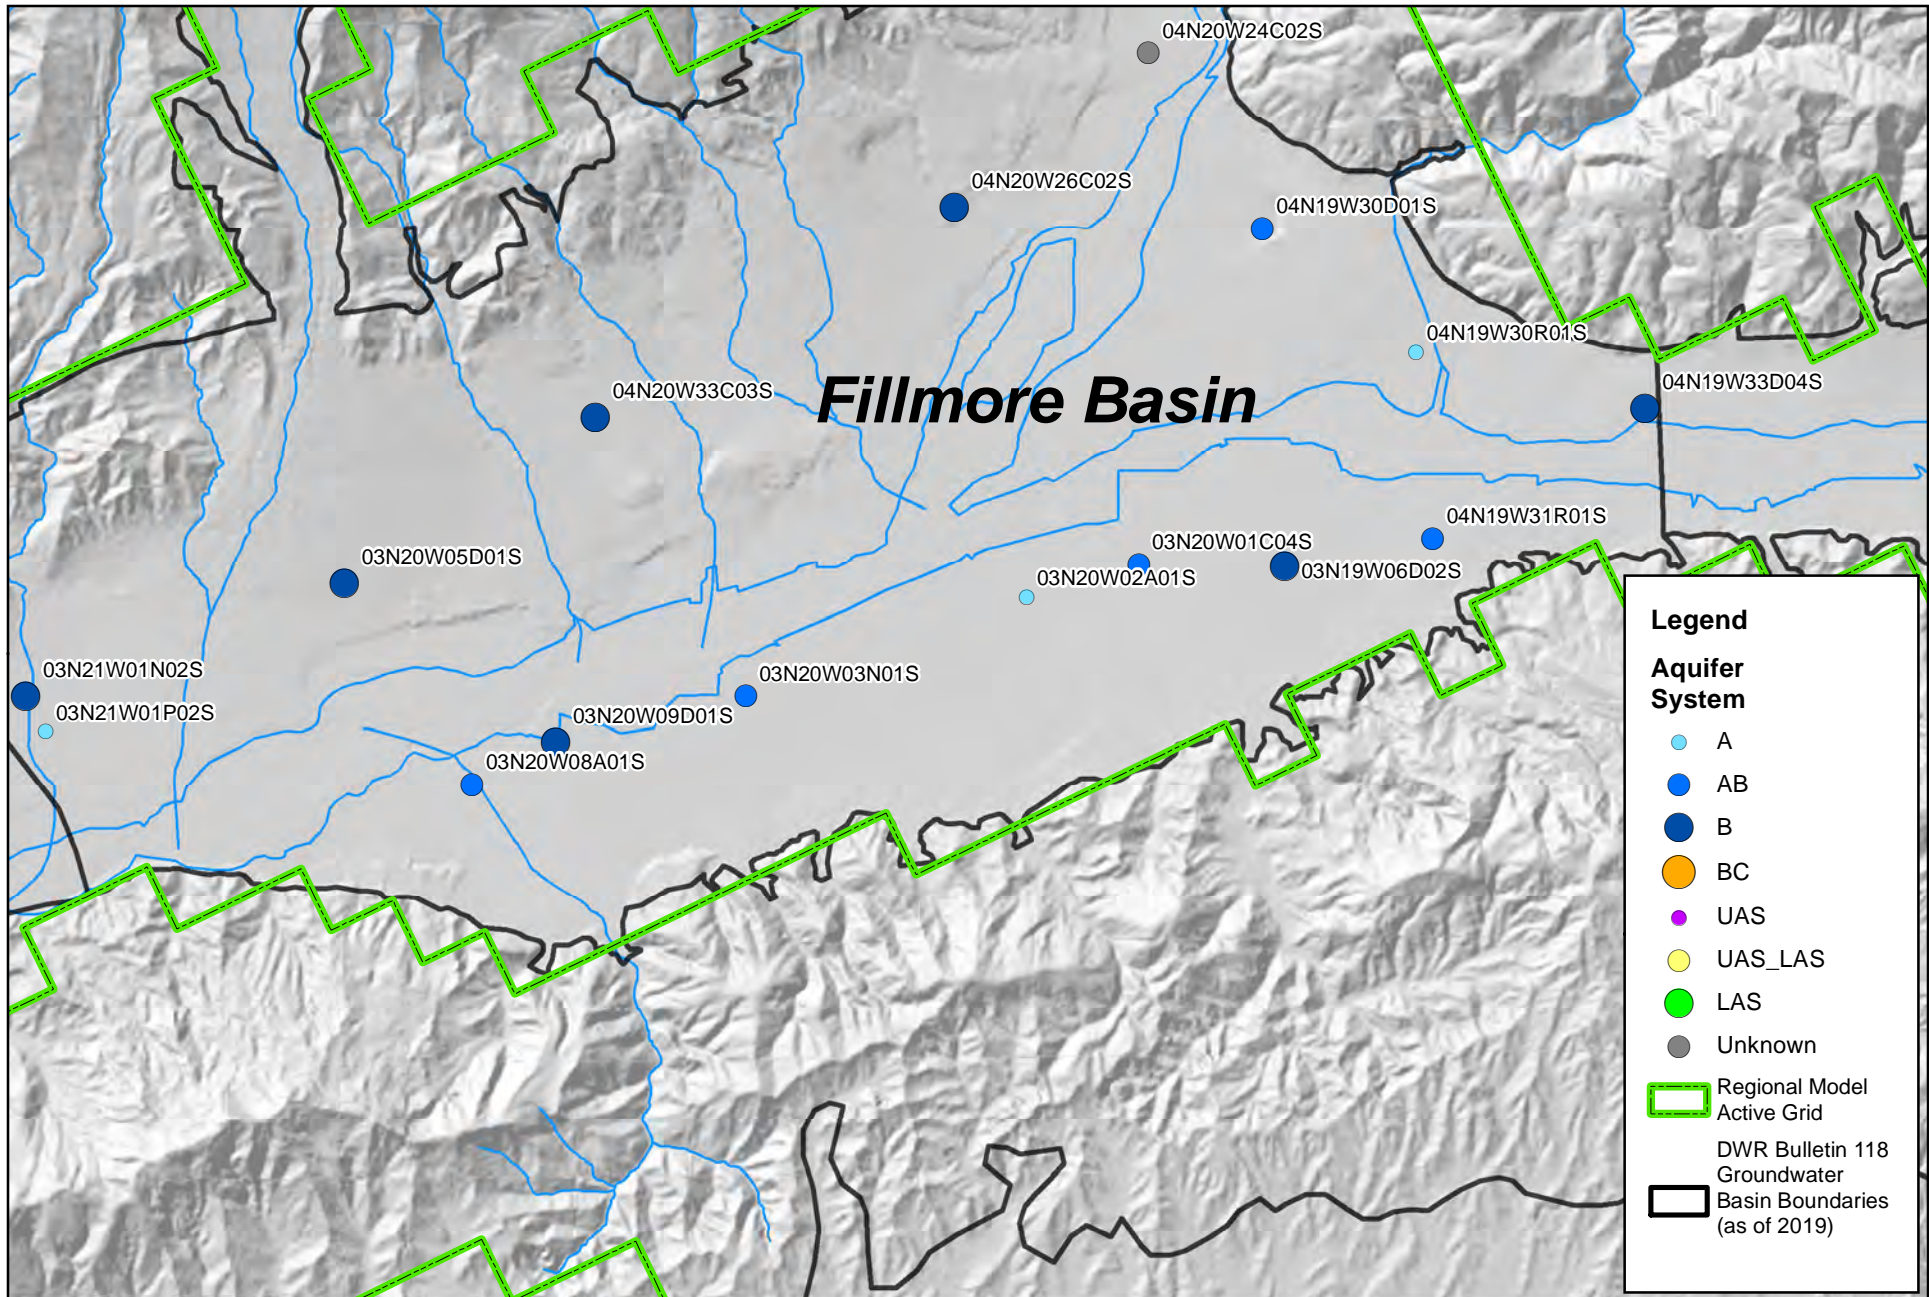 04N20W24C02S
04N20W26C02S
04N19W30D01S
04N19W30R01S
04N20W33C03S
Fillmore Basin
04N19W33D04S
04N19W31R01S
03N20W01C04S
03N20W05D01S
03N20W02A01S
03N19W06D02S
03N21W01N02S
03N20W03N01S
03N21W01P02S
03N20W09D01S
03N20W08A01S
Legend
Aquifer
System
A
AB
B
BC
UAS
UAS_LAS
LAS
Unknown
Regional Model
Active Grid
DWR Bulletin 118
Groundwater
Basin Boundaries
(as of 2019)